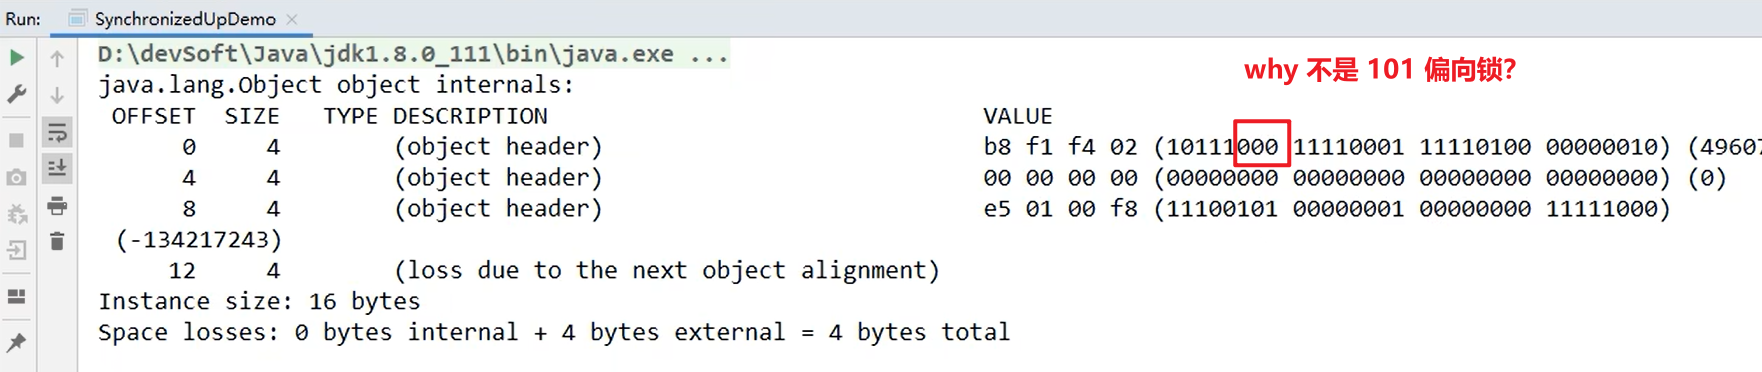 Run: SynchronizedUpDemo ×
D:\devSoft\Java\jdk1.8.0_111\bin\java.exe ...
why 不是 101 偏向锁?
java.lang.Object object internals:
OFFSET SIZE TYPE DESCRIPTION VALUE
0 4 (object header) b8 f1 f4 02 (10111000 11110001 11110100 00000010) (49607
4 4 (object header) 00 00 00 00 (00000000 00000000 00000000 00000000) (0)
8 4 (object header) e5 01 00 f8 (11100101 00000001 00000000 11111000)
(-134217243)
12 4 (loss due to the next object alignment)
Instance size: 16 bytes
Space losses: 0 bytes internal + 4 bytes external = 4 bytes total